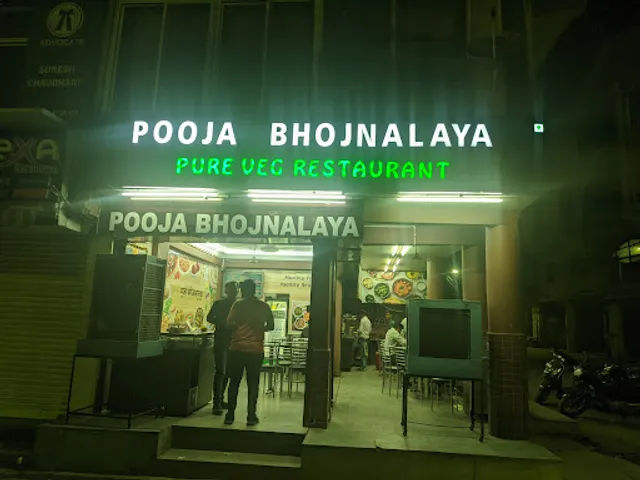 ADVOCATE
SURESH
CHAUDHARY
POOJA BHOJNALAYA
PURE VEG RESTAURANT
POOJA BHOJNALAYA